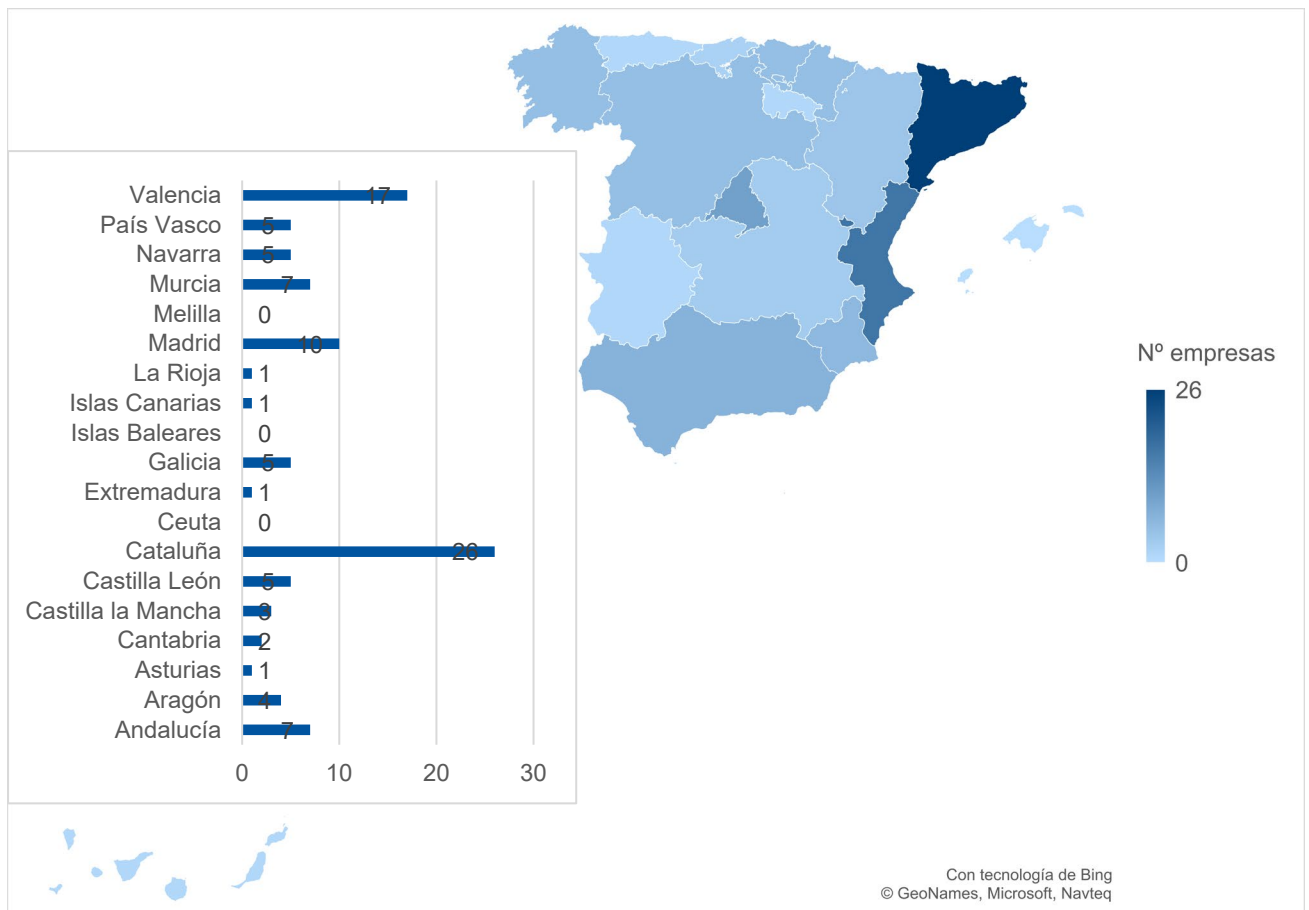 Valencia 17
País Vasco 5
Navarra 5
Murcia 7
Melilla 0
Madrid 10
La Rioja 1
Islas Canarias 1
Islas Baleares 0
Galicia 5
Extremadura 1
Ceuta 0
Cataluña 26
Castilla León 5
Castilla la Mancha 3
Cantabria 2
Asturias 1
Aragón 4
Andalucía 7
0 10 20 30
Nº empresas
26
0
Con tecnología de Bing
© GeoNames, Microsoft, Navteq